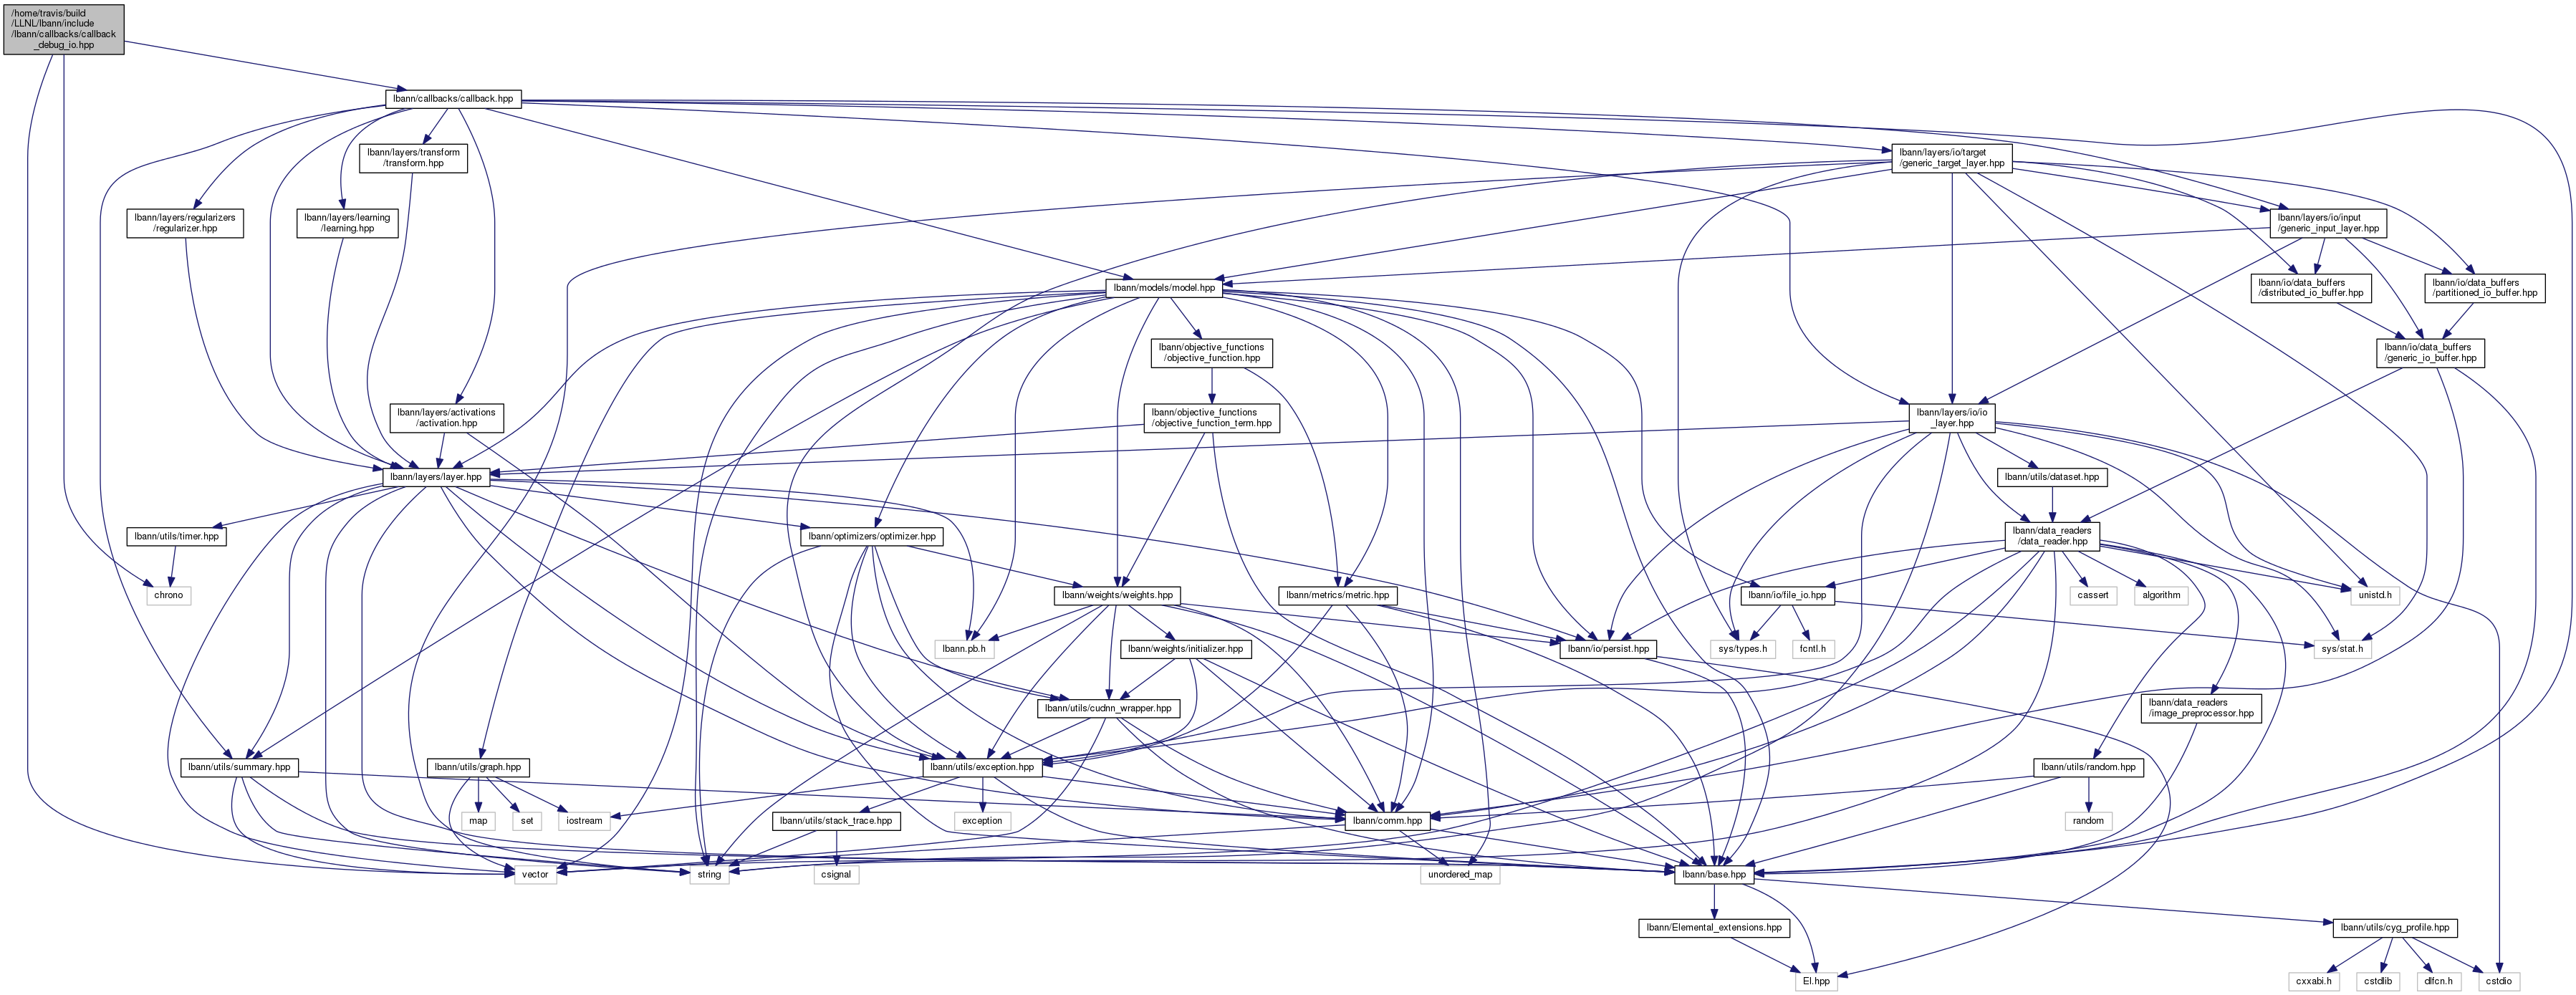 /home/travis/build
/LLNL/lbann/include
/lbann/callbacks/callback
_debug_io.hpp
lbann/callbacks/callback.hpp
lbann/layers/transform
/transform.hpp
lbann/layers/io/target
/generic_target_layer.hpp
lbann/layers/regularizers
/regularizer.hpp
lbann/layers/learning
/learning.hpp
lbann/layers/io/input
/generic_input_layer.hpp
lbann/models/model.hpp
lbann/io/data_buffers
/distributed_io_buffer.hpp
lbann/io/data_buffers
/partitioned_io_buffer.hpp
lbann/objective_functions
/objective_function.hpp
lbann/io/data_buffers
/generic_io_buffer.hpp
lbann/layers/activations
/activation.hpp
lbann/objective_functions
/objective_function_term.hpp
lbann/layers/io/io
_layer.hpp
lbann/layers/layer.hpp
lbann/utils/dataset.hpp
lbann/utils/timer.hpp
lbann/optimizers/optimizer.hpp
lbann/data_readers
/data_reader.hpp
chrono
lbann/weights/weights.hpp
lbann/metrics/metric.hpp
lbann/io/file_io.hpp
cassert
algorithm
unistd.h
lbann.pb.h
lbann/weights/initializer.hpp
lbann/io/persist.hpp
sys/types.h
fcntl.h
sys/stat.h
lbann/utils/cudnn_wrapper.hpp
lbann/data_readers
/image_preprocessor.hpp
lbann/utils/summary.hpp
lbann/utils/graph.hpp
lbann/utils/exception.hpp
lbann/utils/random.hpp
map
set
iostream
lbann/utils/stack_trace.hpp
exception
lbann/comm.hpp
random
vector
string
csignal
unordered_map
lbann/base.hpp
lbann/Elemental_extensions.hpp
lbann/utils/cyg_profile.hpp
El.hpp
cxxabi.h
cstdlib
dlfcn.h
cstdio